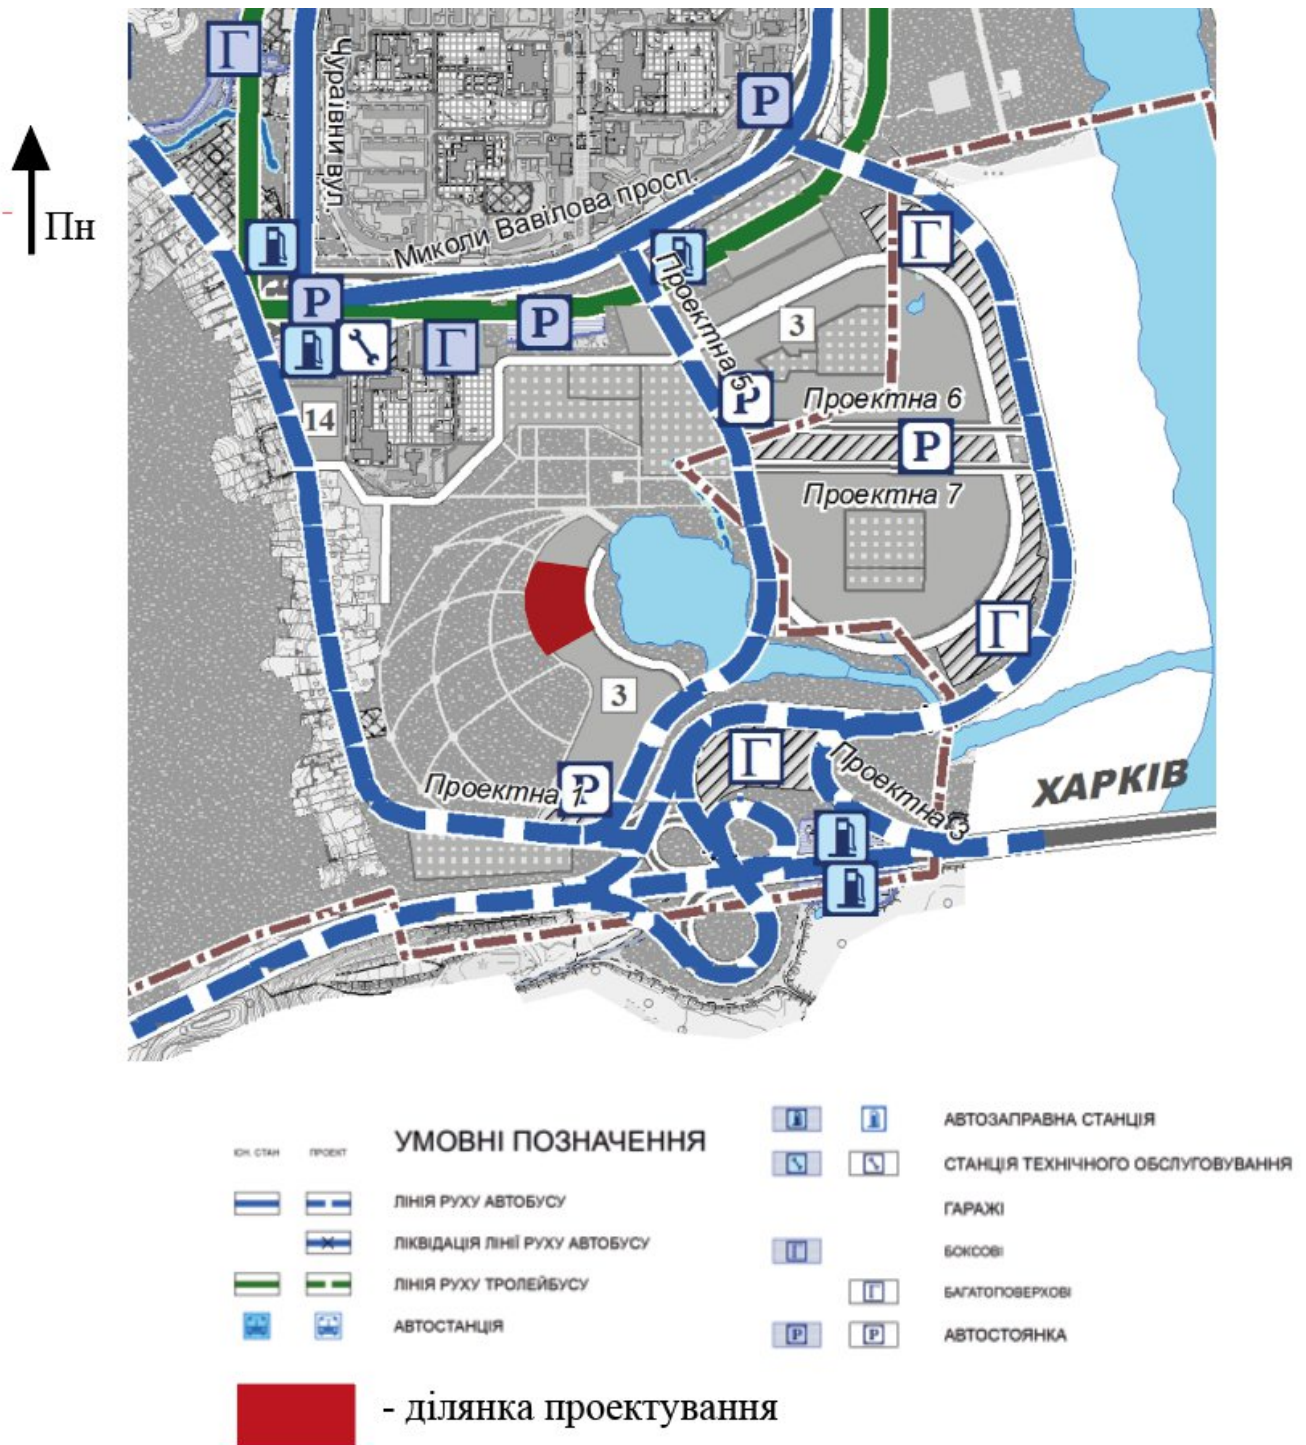 Г
Чураївни вул.
P
Пн
Миколи Вавілова просп.
Г
P
P
Г
Проектна 5
3
P
Проектна 6
14
P
Проектна 7
Г
3
Г
Проектна 1
P
Проектна 3
ХАРКІВ
УМОВНІ ПОЗНАЧЕННЯ
ІСН. СТАН ПРОЕКТ
ЛІНІЯ РУХУ АВТОБУСУ
ЛІКВІДАЦІЯ ЛІНІЇ РУХУ АВТОБУСУ
ЛІНІЯ РУХУ ТРОЛЕЙБУСУ
АВТОСТАНЦІЯ
АВТОЗАПРАВНА СТАНЦІЯ
СТАНЦІЯ ТЕХНІЧНОГО ОБСЛУГОВУВАННЯ
ГАРАЖІ
Г БОКСОВІ
Г БАГАТОПОВЕРХОВІ
P P АВТОСТОЯНКА
- ділянка проектування